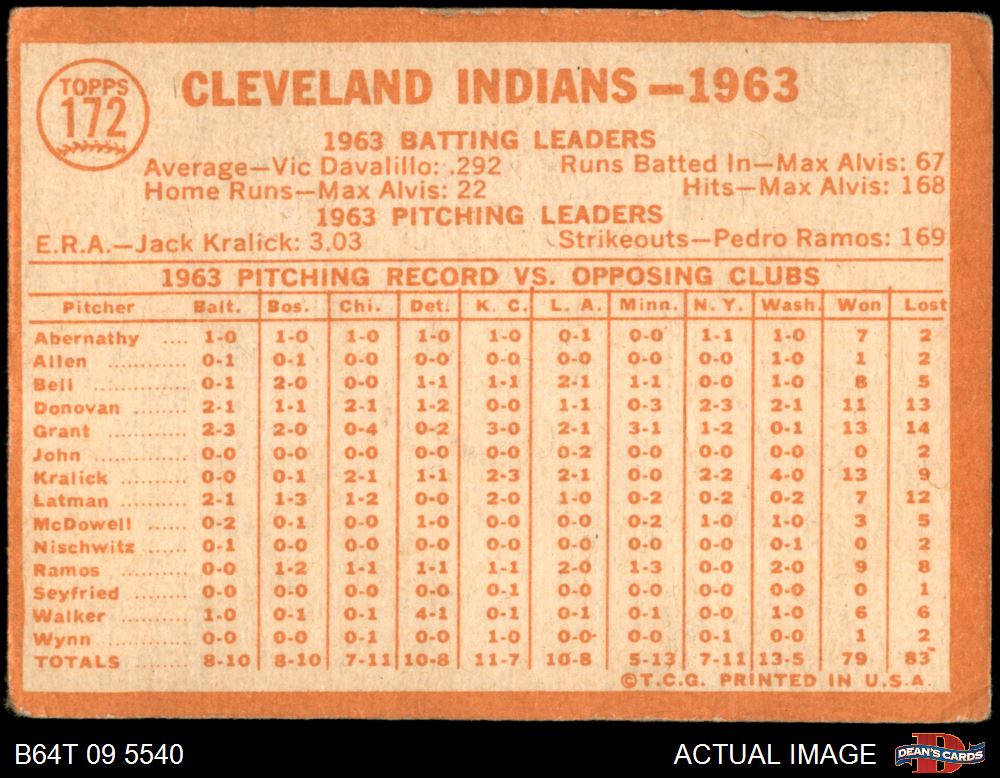 TOPPS
172
CLEVELAND INDIANS—1963
1963 BATTING LEADERS
Average—Vic Davalillo: .292 Runs Batted In—Max Alvis: 67
Home Runs—Max Alvis: 22 Hits—Max Alvis: 168
1963 PITCHING LEADERS
E.R.A.—Jack Kralick: 3.03 Strikeouts—Pedro Ramos: 169
1963 PITCHING RECORD VS. OPPOSING CLUBS
Pitcher Balt. Bos. Chi. Det. K. C. L. A. Minn. N. Y. Wash. Won Lost
Abernathy .... 1-0 1-0 1-0 1-0 1-0 0-1 0-0 1-1 1-0 7 2
Allen ............ 0-1 0-1 0-0 0-0 0-0 0-0 0-0 0-0 1-0 1 2
Bell .............. 0-1 2-0 0-0 1-1 1-1 2-1 1-1 0-0 1-0 8 5
Donovan ........ 2-1 1-1 2-1 1-2 0-0 1-1 0-3 2-3 2-1 11 13
Grant ............ 2-3 2-0 0-4 0-2 3-0 2-1 3-1 1-2 0-1 13 14
John .............. 0-0 0-0 0-0 0-0 0-0 0-2 0-0 0-0 0-0 0 2
Kralick .......... 0-0 0-1 2-1 1-1 2-3 2-1 0-0 2-2 4-0 13 9
Latman .......... 2-1 1-3 1-2 0-0 2-0 1-0 0-2 0-2 0-2 7 12
McDowell ...... 0-2 0-1 0-0 1-0 0-0 0-0 0-2 1-0 1-0 3 5
Nischwitz ...... 0-1 0-0 0-0 0-0 0-0 0-0 0-0 0-0 0-1 0 2
Ramos .......... 0-0 1-2 1-1 1-1 1-1 2-0 1-3 0-0 2-0 9 8
Seyfried ........ 0-0 0-0 0-0 0-0 0-1 0-0 0-0 0-0 0-0 0 1
Walker .......... 1-0 0-1 0-1 4-1 0-1 0-1 0-1 0-0 1-0 6 6
Wynn ............ 0-0 0-0 0-1 0-0 1-0 0-0 0-0 0-1 0-0 1 2
TOTALS 8-10 8-10 7-11 10-8 11-7 10-8 5-13 7-11 13-5 79 83
©T.C.G. PRINTED IN U.S.A.
B64T 09 5540 ACTUAL IMAGE DEAN'S CARDS